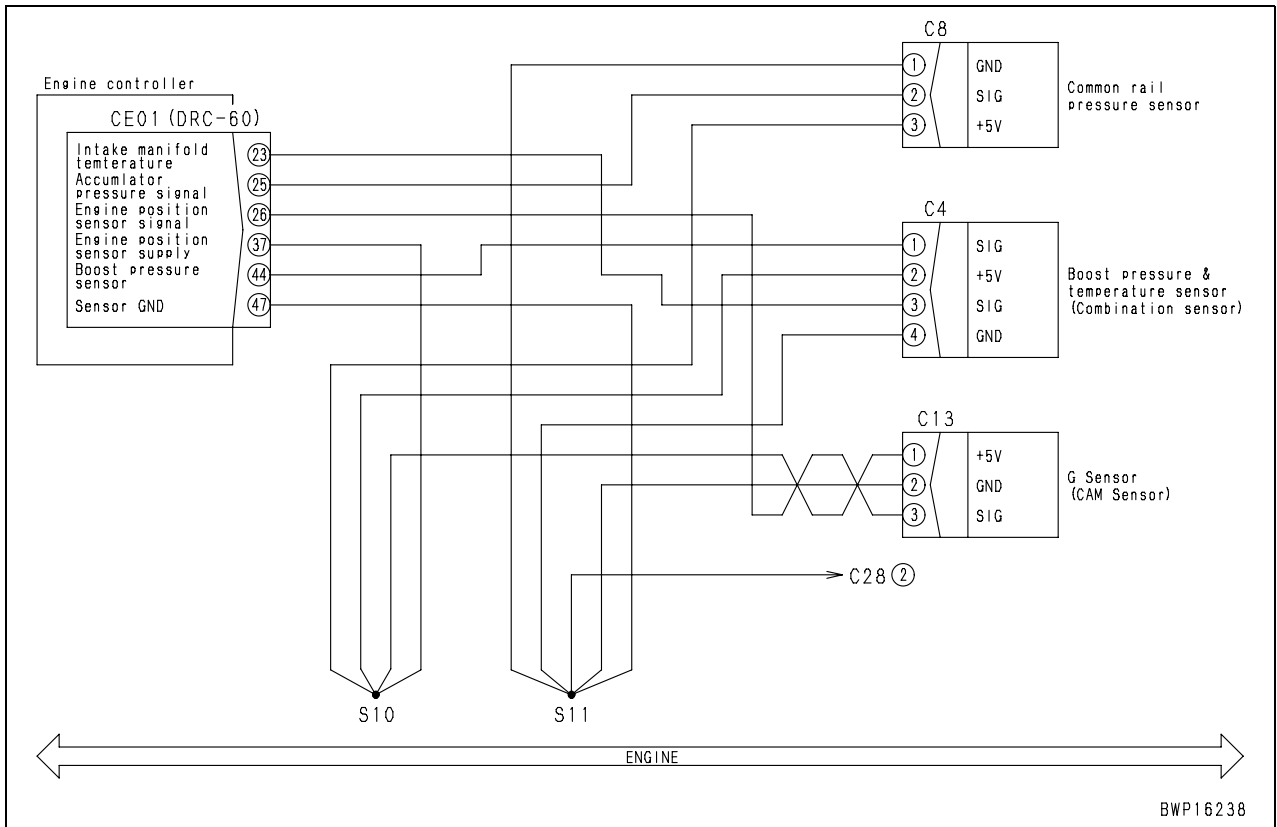 Engine controller
CE01 (DRC-60)
Intake manifold
temterature
23
Accumlator
pressure signal
25
Engine position
sensor signal
26
Engine position
sensor supply
37
Boost pressure
sensor
44
Sensor GND
47
C8
1 GND
2 SIG
3 +5V
Common rail
pressure sensor
C4
1 SIG
2 +5V
3 SIG
4 GND
Boost pressure &
temperature sensor
(Combination sensor)
C13
1 +5V
2 GND
3 SIG
G Sensor
(CAM Sensor)
C28 2
S10
S11
ENGINE
BWP16238